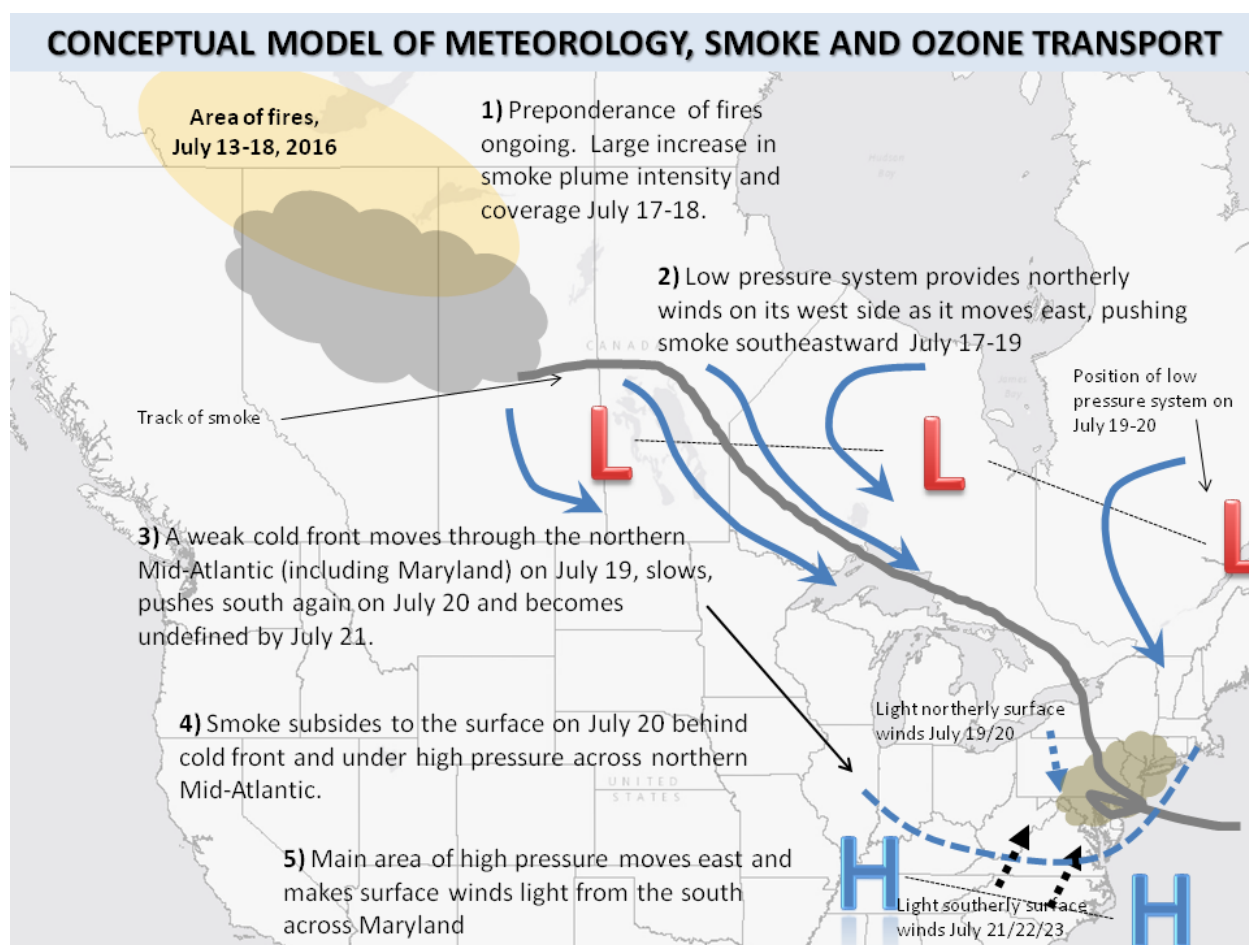 CONCEPTUAL MODEL OF METEOROLOGY, SMOKE AND OZONE TRANSPORT
Area of fires,
July 13-18, 2016
1) Preponderance of fires
ongoing. Large increase in
smoke plume intensity and
coverage July 17-18.
2) Low pressure system provides northerly
winds on its west side as it moves east, pushing
smoke southeastward July 17-19
CANADA
Track of smoke
Position of low
pressure system on
July 19-20
L
L
L
3) A weak cold front moves through the northern
Mid-Atlantic (including Maryland) on July 19, slows,
pushes south again on July 20 and becomes
undefined by July 21.
4) Smoke subsides to the surface on July 20 behind
cold front and under high pressure across northern
Mid-Atlantic.
Light northerly surface
winds July 19/20
UNITED
STATES
5) Main area of high pressure moves east and
makes surface winds light from the south
across Maryland
H
H
Light southerly surface
winds July 21/22/23